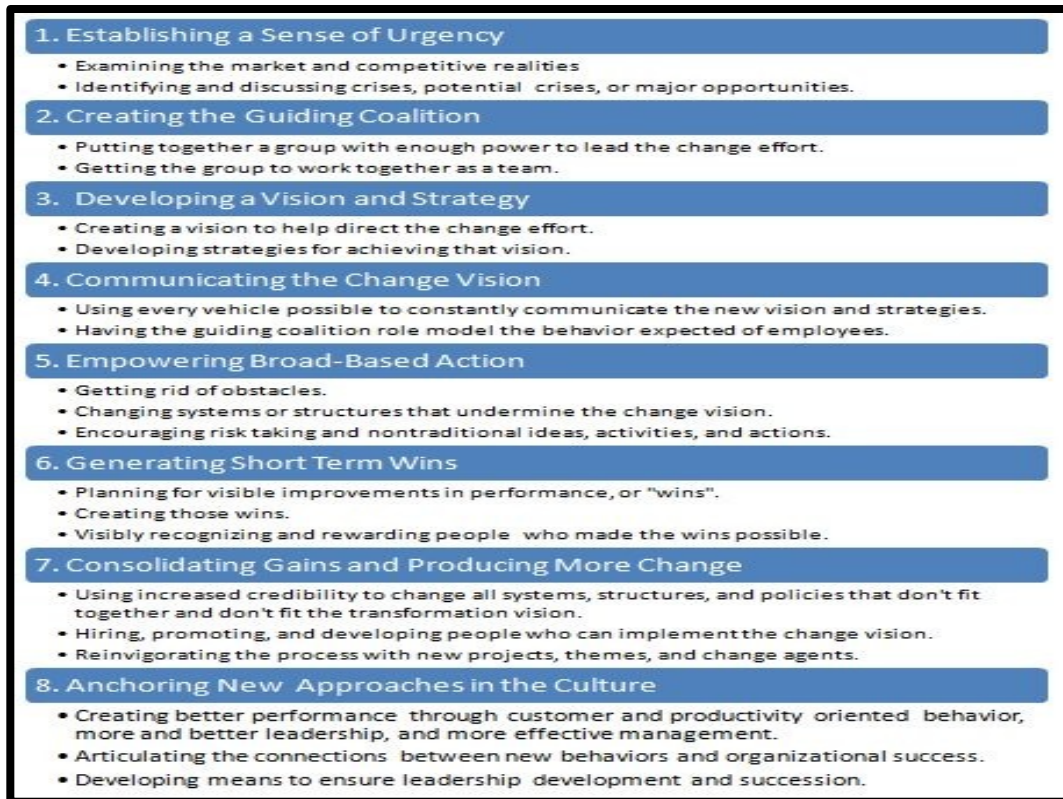 1. Establishing a Sense of Urgency
• Examining the market and competitive realities
• Identifying and discussing crises, potential crises, or major opportunities.
2. Creating the Guiding Coalition
• Putting together a group with enough power to lead the change effort.
• Getting the group to work together as a team.
3. Developing a Vision and Strategy
• Creating a vision to help direct the change effort.
• Developing strategies for achieving that vision.
4. Communicating the Change Vision
• Using every vehicle possible to constantly communicate the new vision and strategies.
• Having the guiding coalition role model the behavior expected of employees.
5. Empowering Broad-Based Action
• Getting rid of obstacles.
• Changing systems or structures that undermine the change vision.
• Encouraging risk taking and nontraditional ideas, activities, and actions.
6. Generating Short Term Wins
• Planning for visible improvements in performance, or "wins".
• Creating those wins.
• Visibly recognizing and rewarding people who made the wins possible.
7. Consolidating Gains and Producing More Change
• Using increased credibility to change all systems, structures, and policies that don't fit
together and don't fit the transformation vision.
• Hiring, promoting, and developing people who can implement the change vision.
• Reinvigorating the process with new projects, themes, and change agents.
8. Anchoring New Approaches in the Culture
• Creating better performance through customer and productivity oriented behavior,
more and better leadership, and more effective management.
• Articulating the connections between new behaviors and organizational success.
• Developing means to ensure leadership development and succession.